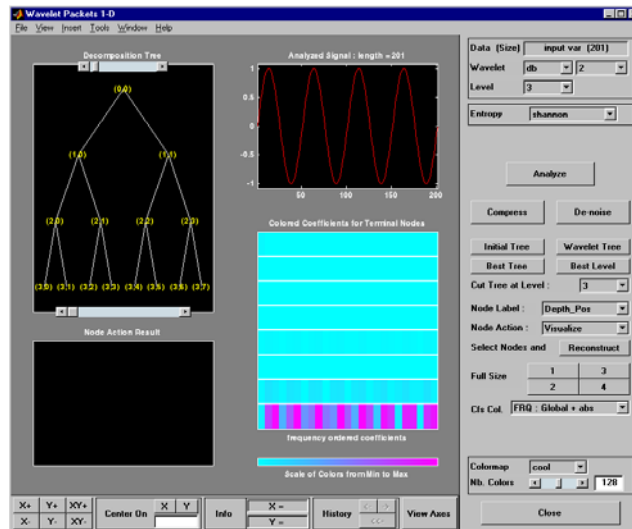 Wavelet Packets 1-D
File View Insert Tools Window Help
Decomposition Tree
(0,0)
(1,0) (1,1)
(2,0) (2,1) (2,2) (2,3)
(3,0) (3,1) (3,2) (3,3) (3,4) (3,5) (3,6) (3,7)
Node Action Result
Analyzed Signal : length = 201
1
0.5
0
-0.5
-1
50 100 150 200
Colored Coefficients for Terminal Nodes
frequency ordered coefficients
Scale of Colors from Min to Max
Data (Size) input var (201)
Wavelet db 2
Level 3
Entropy shannon
Analyze
Compress De-noise
Initial Tree Wavelet Tree
Best Tree Best Level
Cut Tree at Level : 3
Node Label : Depth_Pos
Node Action : Visualize
Select Nodes and Reconstruct
Full Size 1 3
2 4
Cfs Col. FRQ : Global + abs
Colormap cool
Nb. Colors 128
Close
X+ Y+ XY+
X- Y- XY-
Center On X Y
Info X =
Y =
History < >
<<-
View Axes